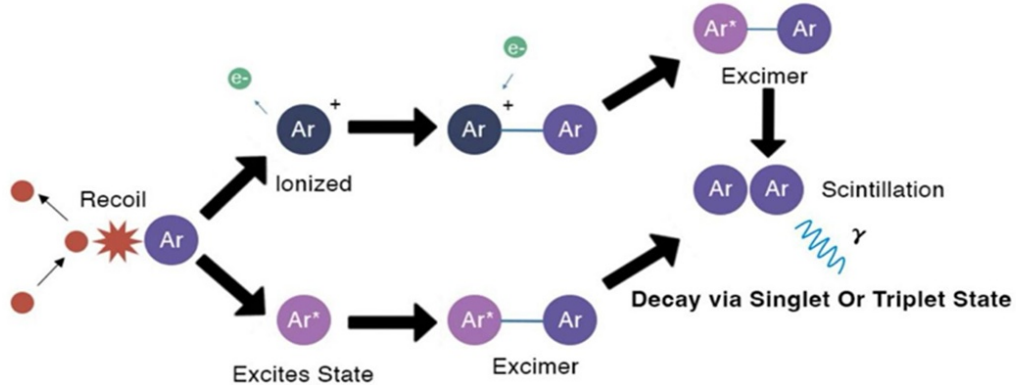 Ar* Ar
Excimer
e-
e-
Ar +
Ar + Ar
Ionized
Recoil
Ar
Ar Ar Scintillation
γ
Decay via Singlet Or Triplet State
Ar*
Ar* Ar
Excites State
Excimer